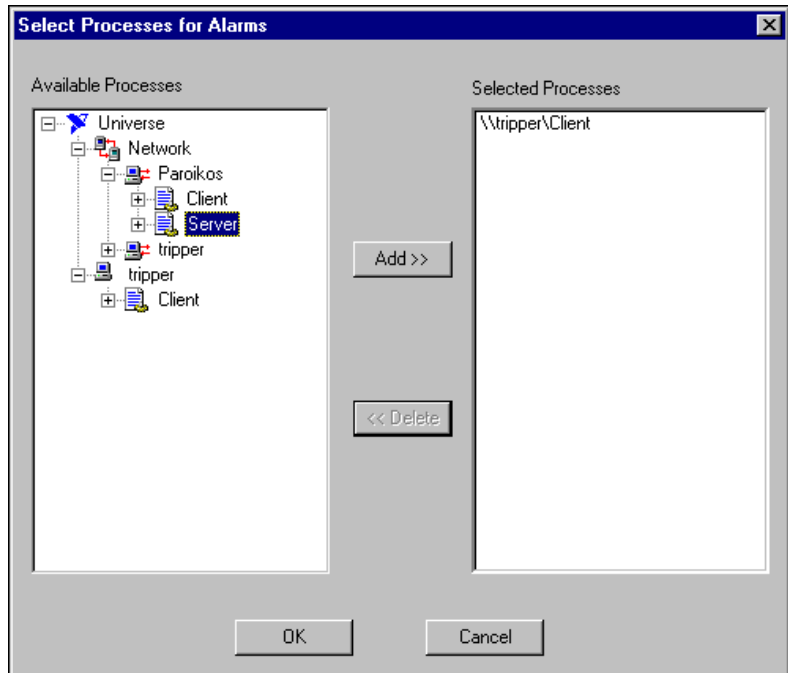 Select Processes for Alarms
Available Processes
Universe
Network
Paroikos
Client
Server
tripper
tripper
Client
Add >>
<< Delete
Selected Processes
\\tripper\Client
OK
Cancel